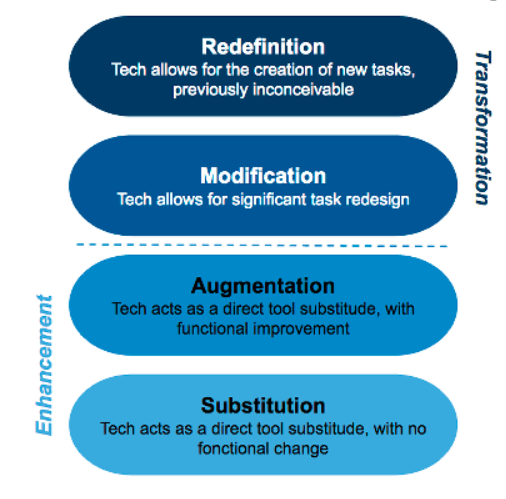 Redefinition
Tech allows for the creation of new tasks,
previously inconceivable
Transformation
Modification
Tech allows for significant task redesign
Augmentation
Tech acts as a direct tool substitude, with
functional improvement
Enhancement
Substitution
Tech acts as a direct tool substitude, with no
fonctional change